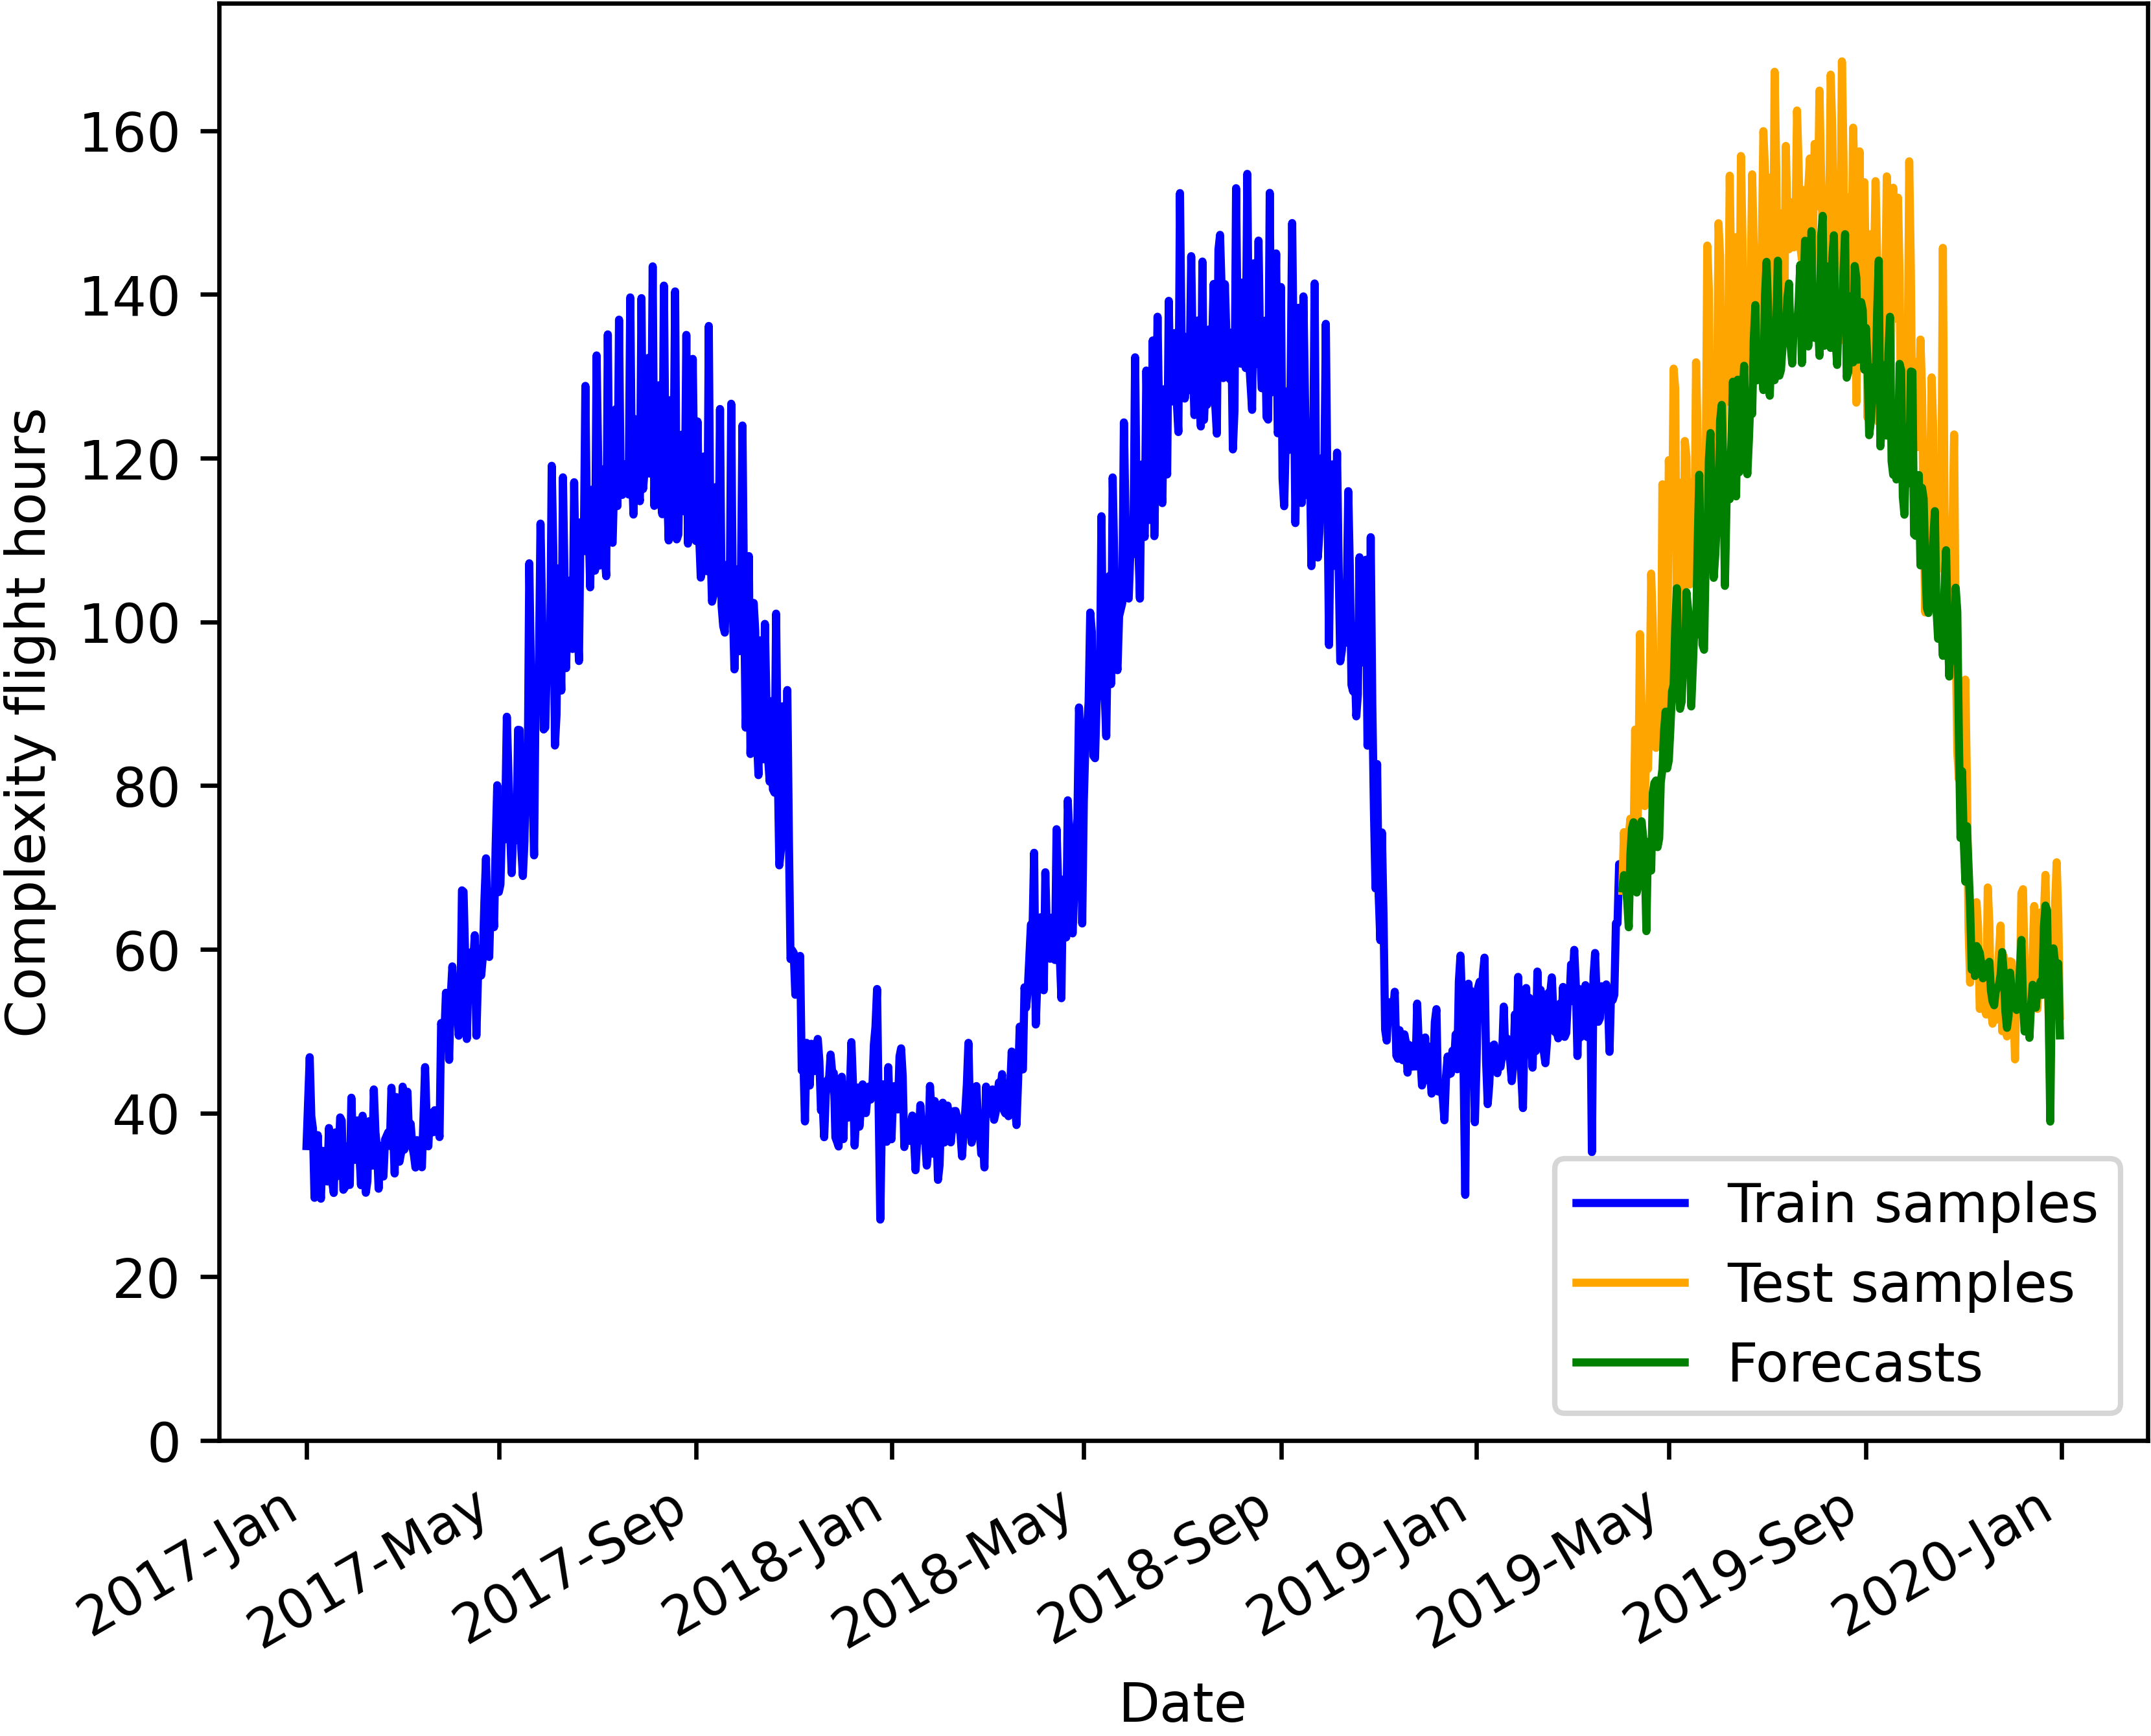 Complexity flight hours
160
140
120
100
80
60
40
20
0
Train samples
Test samples
Forecasts
2017-Jan
2017-May
2017-Sep
2018-Jan
2018-May
2018-Sep
2019-Jan
2019-May
2019-Sep
2020-Jan
Date